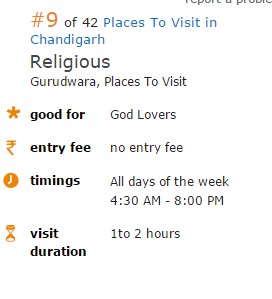 report a proble
#9 of 42 Places To Visit in
Chandigarh
Religious
Gurudwara, Places To Visit
good for God Lovers
entry fee no entry fee
timings All days of the week
4:30 AM - 8:00 PM
visit 1to 2 hours
duration